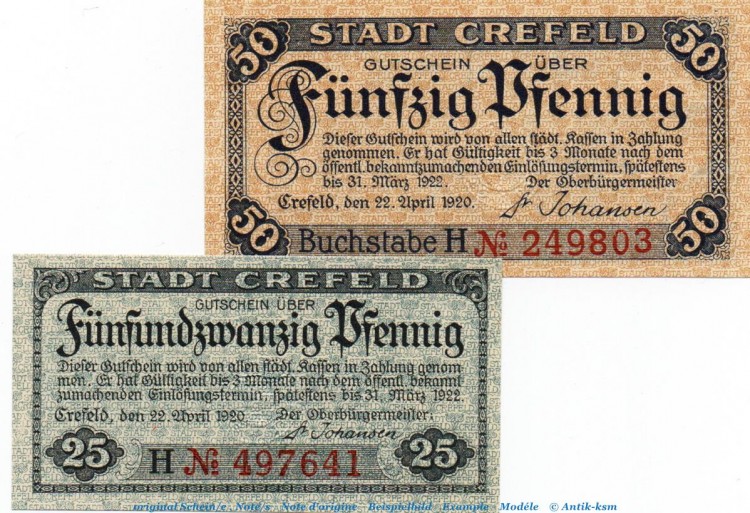 50 STADT CREFELD 50
GUTSCHEIN ÜBER
Fünfzig Pfennig
Dieser Gutschein wird von allen städt. Kassen in Zahlung
genommen. Er hat Gültigkeit bis 3 Monate nach dem
öffentl. bekanntzumachenden Einlösungstermin, spätestens
bis 31. März 1922. Der Oberbürgermeister
Crefeld, den 22. April 1920. Dr Johansen
50 Buchstabe H № 249803 50
STADT CREFELD
GUTSCHEIN ÜBER
Fünfundzwanzig Pfennig
Dieser Gutschein wird von allen städt. Kassen in Zahlung genom
men. Er hat Gültigkeit bis 3 Monate nach dem öffentl. bekannt
zumachenden Einlösungstermin, spätestens bis 31. März 1922.
Crefeld, den 22. April 1920 Der Oberbürgermeister:
Dr Johansen
25 H № 497641 25
original Schein/e Note/s Note d'origine Beispielbild Example Modéle © Antik-ksm